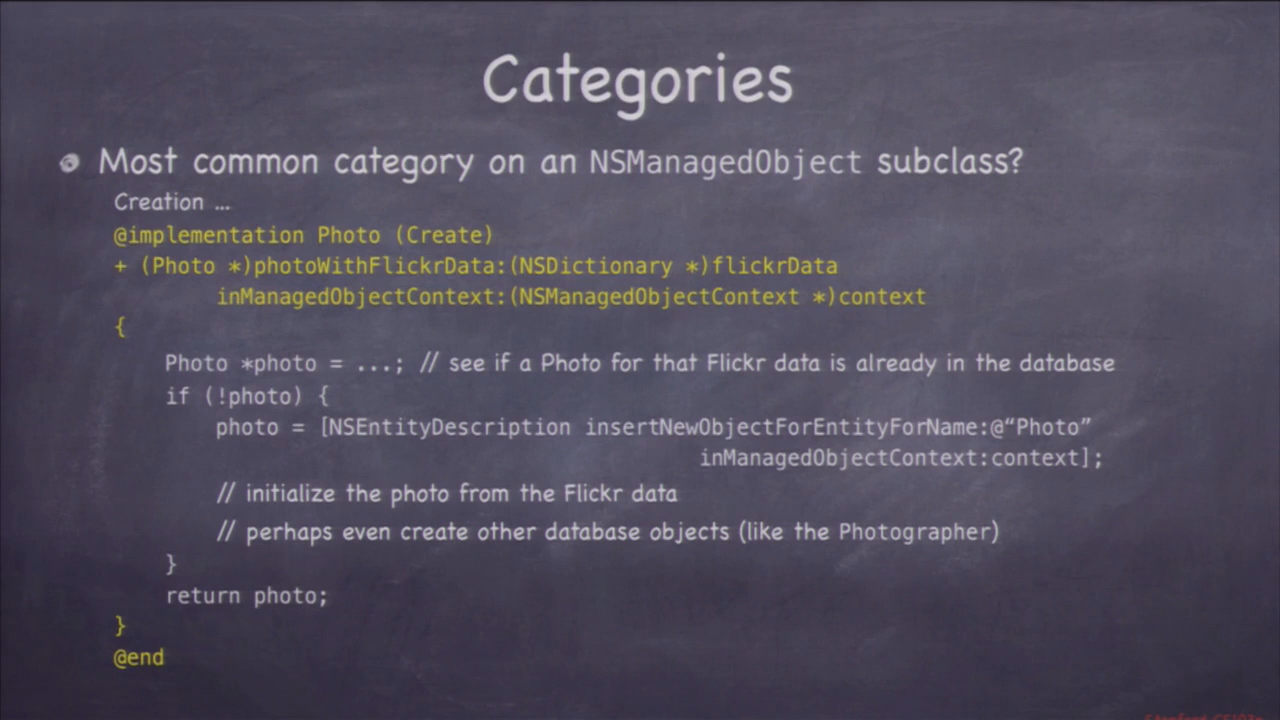 Categories
Most common category on an NSManagedObject subclass?
Creation ...
@implementation Photo (Create)
+ (Photo *)photoWithFlickrData:(NSDictionary *)flickrData
inManagedObjectContext:(NSManagedObjectContext *)context
{
Photo *photo = ...; // see if a Photo for that Flickr data is already in the database
if (!photo) {
photo = [NSEntityDescription insertNewObjectForEntityForName:@“Photo”
inManagedObjectContext:context];
// initialize the photo from the Flickr data
// perhaps even create other database objects (like the Photographer)
}
return photo;
}
@end